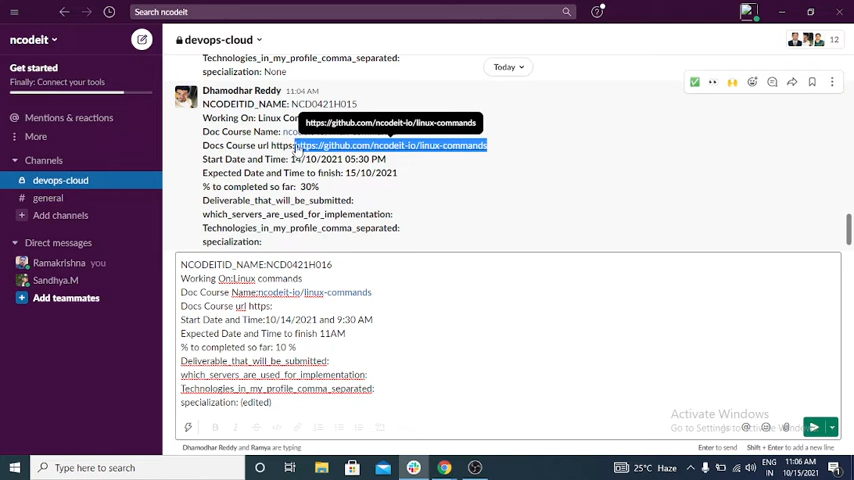 Search ncodeit
ncodeit
Get started
Finally: Connect your tools
Mentions & reactions
More
Channels
devops-cloud
general
Add channels
Direct messages
Ramakrishna you
Sandhya.M
Add teammates
devops-cloud
12
Technologies_in_my_profile_comma_separated:
specialization: None
Today
Dhamodhar Reddy 11:04 AM
NCODEITID_NAME: NCD0421H015
Working On: Linux Com
https://github.com/ncodeit-io/linux-commands
Doc Course Name: nco
Docs Course url https:https://github.com/ncodeit-io/linux-commands
Start Date and Time: 14/10/2021 05:30 PM
Expected Date and Time to finish: 15/10/2021
% to completed so far: 30%
Deliverable_that_will_be_submitted:
which_servers_are_used_for_implementation:
Technologies_in_my_profile_comma_separated:
specialization:
NCODEITID_NAME:NCD0421H016
Working On:Linux commands
Doc Course Name:ncodeit-io/linux-commands
Docs Course url https:
Start Date and Time:10/14/2021 and 9:30 AM
Expected Date and Time to finish 11AM
% to completed so far: 10 %
Deliverable_that_will_be_submitted:
which_servers_are_used_for_implementation:
Technologies_in_my_profile_comma_separated:
specialization: (edited)
Activate Windows
Go to Settings to activate Windows.
Dhamodhar Reddy and Ramya are typing
Enter to send Shift + Enter to add a new line
Type here to search
25°C Haze
ENG
IN
11:06 AM
10/15/2021